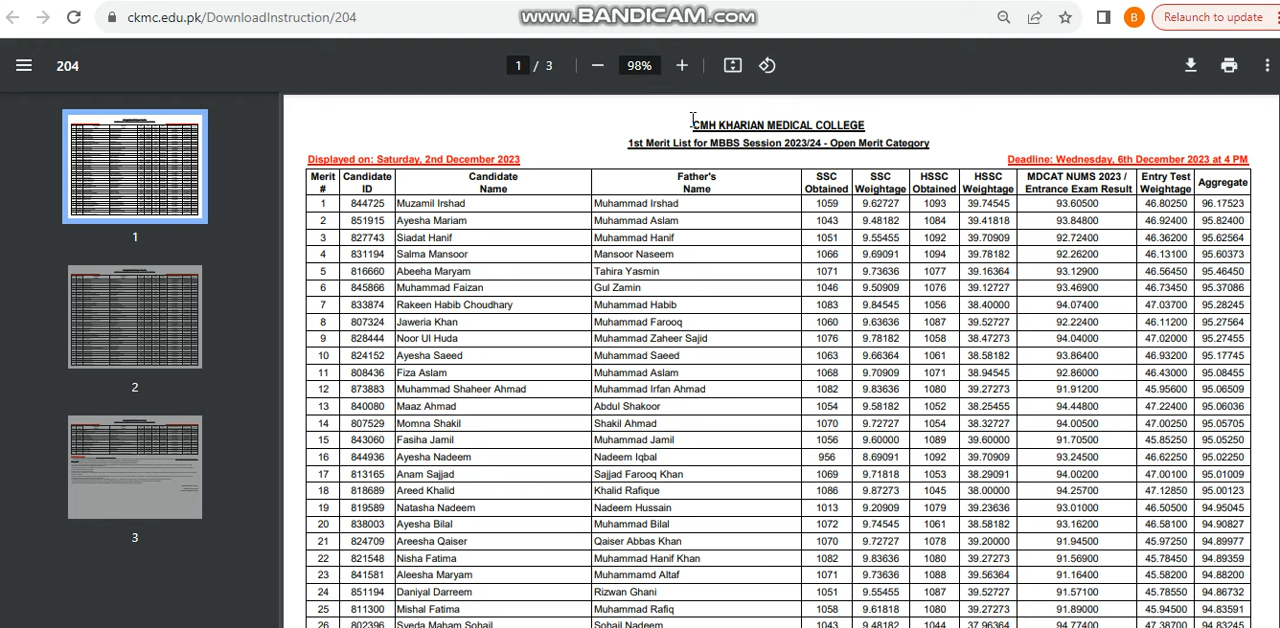 ckmc.edu.pk/DownloadInstruction/204
www.BANDICAM.com
B
Relaunch to update
204
1 / 3
98%
1
2
3
CMH KHARIAN MEDICAL COLLEGE
1st Merit List for MBBS Session 2023/24 - Open Merit Category
Displayed on: Saturday, 2nd December 2023 Deadline: Wednesday, 6th December 2023 at 4 PM
Merit # Candidate ID Candidate Name Father's Name SSC Obtained SSC Weightage HSSC Obtained HSSC Weightage MDCAT NUMS 2023 / Entrance Exam Result Entry Test Weightage Aggregate
1 844725 Muzamil Irshad Muhammad Irshad 1059 9.62727 1093 39.74545 93.60500 46.80250 96.17523
2 851915 Ayesha Mariam Muhammad Aslam 1043 9.48182 1084 39.41818 93.84800 46.92400 95.82400
3 827743 Siadat Hanif Muhammad Hanif 1051 9.55455 1092 39.70909 92.72400 46.36200 95.62564
4 831194 Salma Mansoor Mansoor Naseem 1066 9.69091 1094 39.78182 92.26200 46.13100 95.60373
5 816660 Abeeha Maryam Tahira Yasmin 1071 9.73636 1077 39.16364 93.12900 46.56450 95.46450
6 845866 Muhammad Faizan Gul Zamin 1046 9.50909 1076 39.12727 93.46900 46.73450 95.37086
7 833874 Rakeen Habib Choudhary Muhammad Habib 1083 9.84545 1056 38.40000 94.07400 47.03700 95.28245
8 807324 Jaweria Khan Muhammad Farooq 1060 9.63636 1087 39.52727 92.22400 46.11200 95.27564
9 828444 Noor Ul Huda Muhammad Zaheer Sajid 1076 9.78182 1058 38.47273 94.04000 47.02000 95.27455
10 824152 Ayesha Saeed Muhammad Saeed 1063 9.66364 1061 38.58182 93.86400 46.93200 95.17745
11 808436 Fiza Aslam Muhammad Aslam 1068 9.70909 1071 38.94545 92.86000 46.43000 95.08455
12 873883 Muhammad Shaheer Ahmad Muhammad Irfan Ahmad 1082 9.83636 1080 39.27273 91.91200 45.95600 95.06509
13 840080 Maaz Ahmad Abdul Shakoor 1054 9.58182 1052 38.25455 94.44800 47.22400 95.06036
14 807529 Momna Shakil Shakil Ahmad 1070 9.72727 1054 38.32727 94.00500 47.00250 95.05705
15 843060 Fasiha Jamil Muhammad Jamil 1056 9.60000 1089 39.60000 91.70500 45.85250 95.05250
16 844936 Ayesha Nadeem Nadeem Iqbal 956 8.69091 1092 39.70909 93.24500 46.62250 95.02250
17 813165 Anam Sajjad Sajjad Farooq Khan 1069 9.71818 1053 38.29091 94.00200 47.00100 95.01009
18 818689 Areed Khalid Khalid Rafique 1086 9.87273 1045 38.00000 94.25700 47.12850 95.00123
19 819589 Natasha Nadeem Nadeem Hussain 1013 9.20909 1079 39.23636 93.01000 46.50500 94.95045
20 838003 Ayesha Bilal Muhammad Bilal 1072 9.74545 1061 38.58182 93.16200 46.58100 94.90827
21 824709 Areesha Qaiser Qaiser Abbas Khan 1070 9.72727 1078 39.20000 91.94500 45.97250 94.89977
22 821548 Nisha Fatima Muhammad Hanif Khan 1082 9.83636 1080 39.27273 91.56900 45.78450 94.89359
23 841581 Aleesha Maryam Muhammamd Altaf 1071 9.73636 1088 39.56364 91.16400 45.58200 94.88200
24 851194 Daniyal Darreem Rizwan Ghani 1051 9.55455 1087 39.52727 91.57100 45.78550 94.86732
25 811300 Mishal Fatima Muhammad Rafiq 1058 9.61818 1080 39.27273 91.89000 45.94500 94.83591
26 802396 Syeda Maham Sohail Sohail Nadeem 1043 9.48182 1044 37.96364 94.77400 47.38700 94.83245